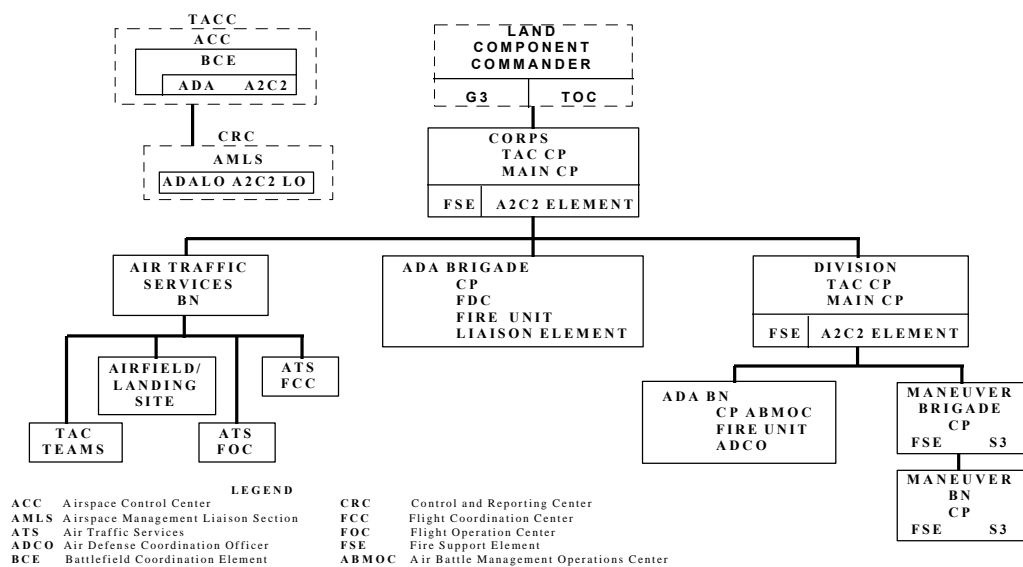 TACC
ACC
BCE
ADA A2C2
CRC
AMLS
ADALO A2C2 LO
LAND
COMPONENT
COMMANDER
G3 TOC
CORPS
TAC CP
MAIN CP
FSE A2C2 ELEMENT
AIR TRAFFIC
SERVICES
BN
ADA BRIGADE
CP
FDC
FIRE UNIT
LIAISON ELEMENT
DIVISION
TAC CP
MAIN CP
FSE A2C2 ELEMENT
AIRFIELD/
LANDING
SITE
ATS
FCC
TAC
TEAMS
ATS
FOC
ADA BN
CP ABMOC
FIRE UNIT
ADCO
MANEUVER
BRIGADE
CP
FSE S3
MANEUVER
BN
CP
FSE S3
LEGEND
ACC Airspace Control Center
AMLS Airspace Management Liaison Section
ATS Air Traffic Services
ADCO Air Defense Coordination Officer
BCE Battlefield Coordination Element
CRC Control and Reporting Center
FCC Flight Coordination Center
FOC Flight Operation Center
FSE Fire Support Element
ABMOC Air Battle Management Operations Center